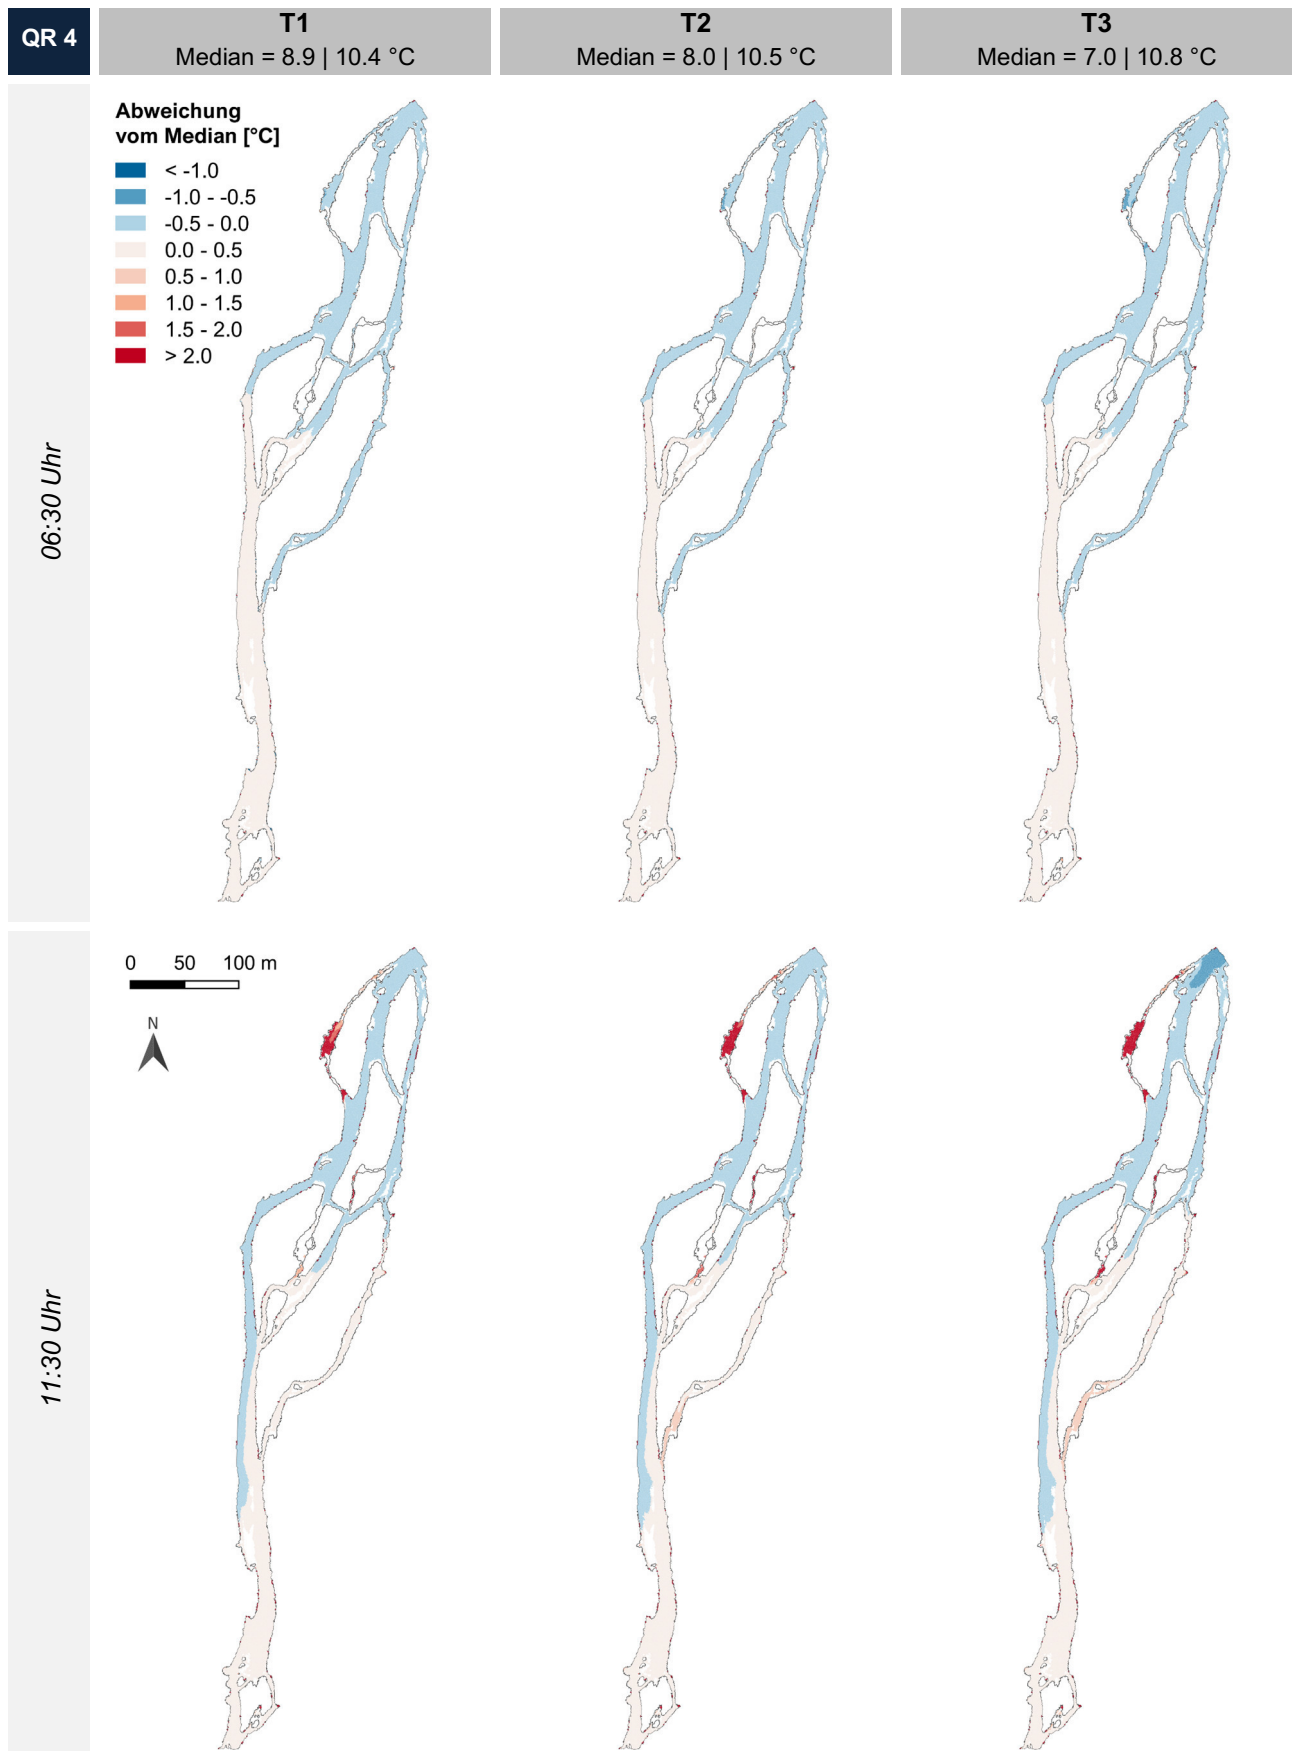 QR 4
T1
Median = 8.9 | 10.4 °C
T2
Median = 8.0 | 10.5 °C
T3
Median = 7.0 | 10.8 °C
Abweichung
vom Median [°C]
< -1.0
-1.0 - -0.5
-0.5 - 0.0
0.0 - 0.5
0.5 - 1.0
1.0 - 1.5
1.5 - 2.0
> 2.0
06:30 Uhr
0 50 100 m
N
11:30 Uhr